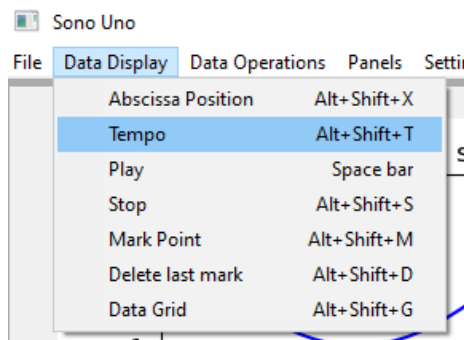 Sono Uno
File Data Display Data Operations Panels
Abscissa Position Alt+Shift+X
Tempo Alt+Shift+T
Play Space bar
Stop Alt+Shift+S
Mark Point Alt+Shift+M
Delete last mark Alt+Shift+D
Data Grid Alt+Shift+G